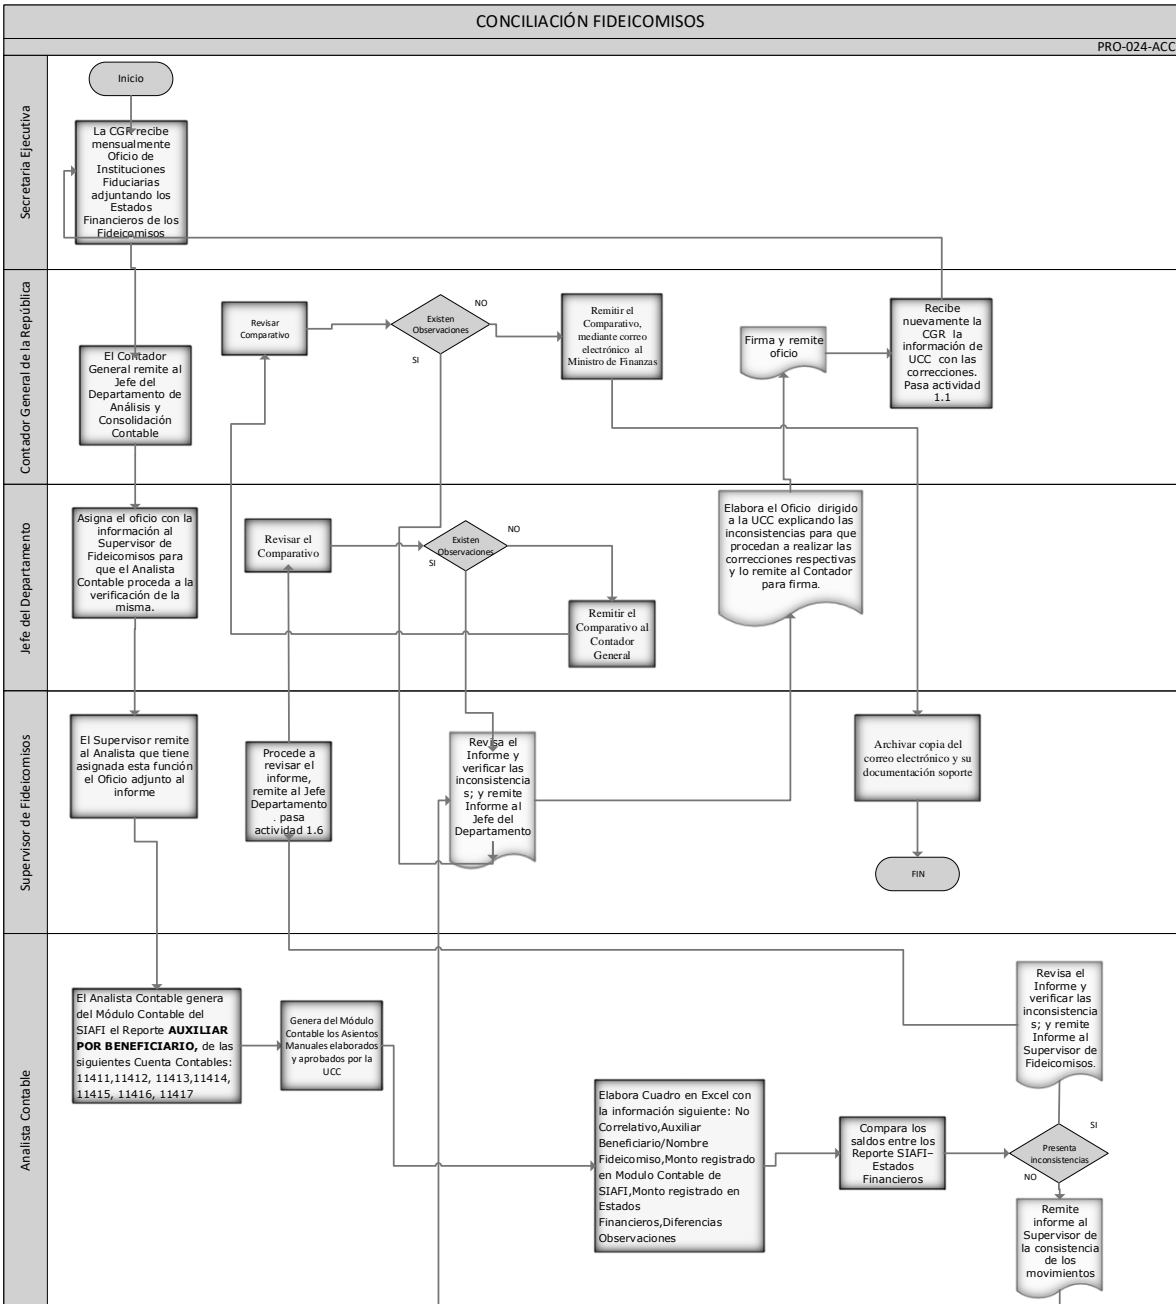 CONCILIACIÓN FIDEICOMISOS
PRO-024-ACC
Secretaria Ejecutiva
Inicio
La CGR recibe
mensualmente
Oficio de
Instituciones
Fiduciarias
adjuntando los
Estados
Financieros de los
Fideicomisos
Contador General de la República
El Contador
General remite al
Jefe del
Departamento de
Análisis y
Consolidación
Contable
Revisar
Comparativo
Existen
Observaciones
NO
SI
Remitir el
Comparativo,
mediante correo
electrónico al
Ministro de Finanzas
Firma y remite
oficio
Recibe
nuevamente la
CGR la
información de
UCC con las
correcciones.
Pasa actividad
1.1
Jefe del Departamento
Asigna el oficio con la
información al
Supervisor de
Fideicomisos para
que el Analista
Contable proceda a la
verificación de la
misma.
Revisar el
Comparativo
Existen
Observaciones
NO
SI
Remitir el
Comparativo al
Contador
General
Elabora el Oficio dirigido
a la UCC explicando las
inconsistencias para que
procedan a realizar las
correcciones respectivas
y lo remite al Contador
para firma.
Supervisor de Fideicomisos
El Supervisor remite
al Analista que tiene
asignada esta función
el Oficio adjunto al
informe
Procede a
revisar el
informe,
remite al Jefe
Departamento
. pasa
actividad 1.6
Revisa el
Informe y
verificar las
inconsistencia
s; y remite
Informe al
Jefe del
Departamento
Archivar copia del
correo electrónico y su
documentación soporte
FIN
Analista Contable
El Analista Contable genera
del Módulo Contable del
SIAFI el Reporte AUXILIAR
POR BENEFICIARIO, de las
siguientes Cuenta Contables:
11411,11412, 11413,11414,
11415, 11416, 11417
Genera del Módulo
Contable los Asientos
Manuales elaborados
y aprobados por la
UCC
Elabora Cuadro en Excel con
la información siguiente: No
Correlativo,Auxiliar
Beneficiario/Nombre
Fideicomiso,Monto registrado
en Modulo Contable de
SIAFI,Monto registrado en
Estados
Financieros,Diferencias
Observaciones
Compara los
saldos entre los
Reporte SIAFI–
Estados
Financieros
Revisa el
Informe y
verificar las
inconsistencia
s; y remite
Informe al
Supervisor de
Fideicomisos.
Presenta
inconsistencias
SI
NO
Remite
informe al
Supervisor de
la consistencia
de los
movimientos